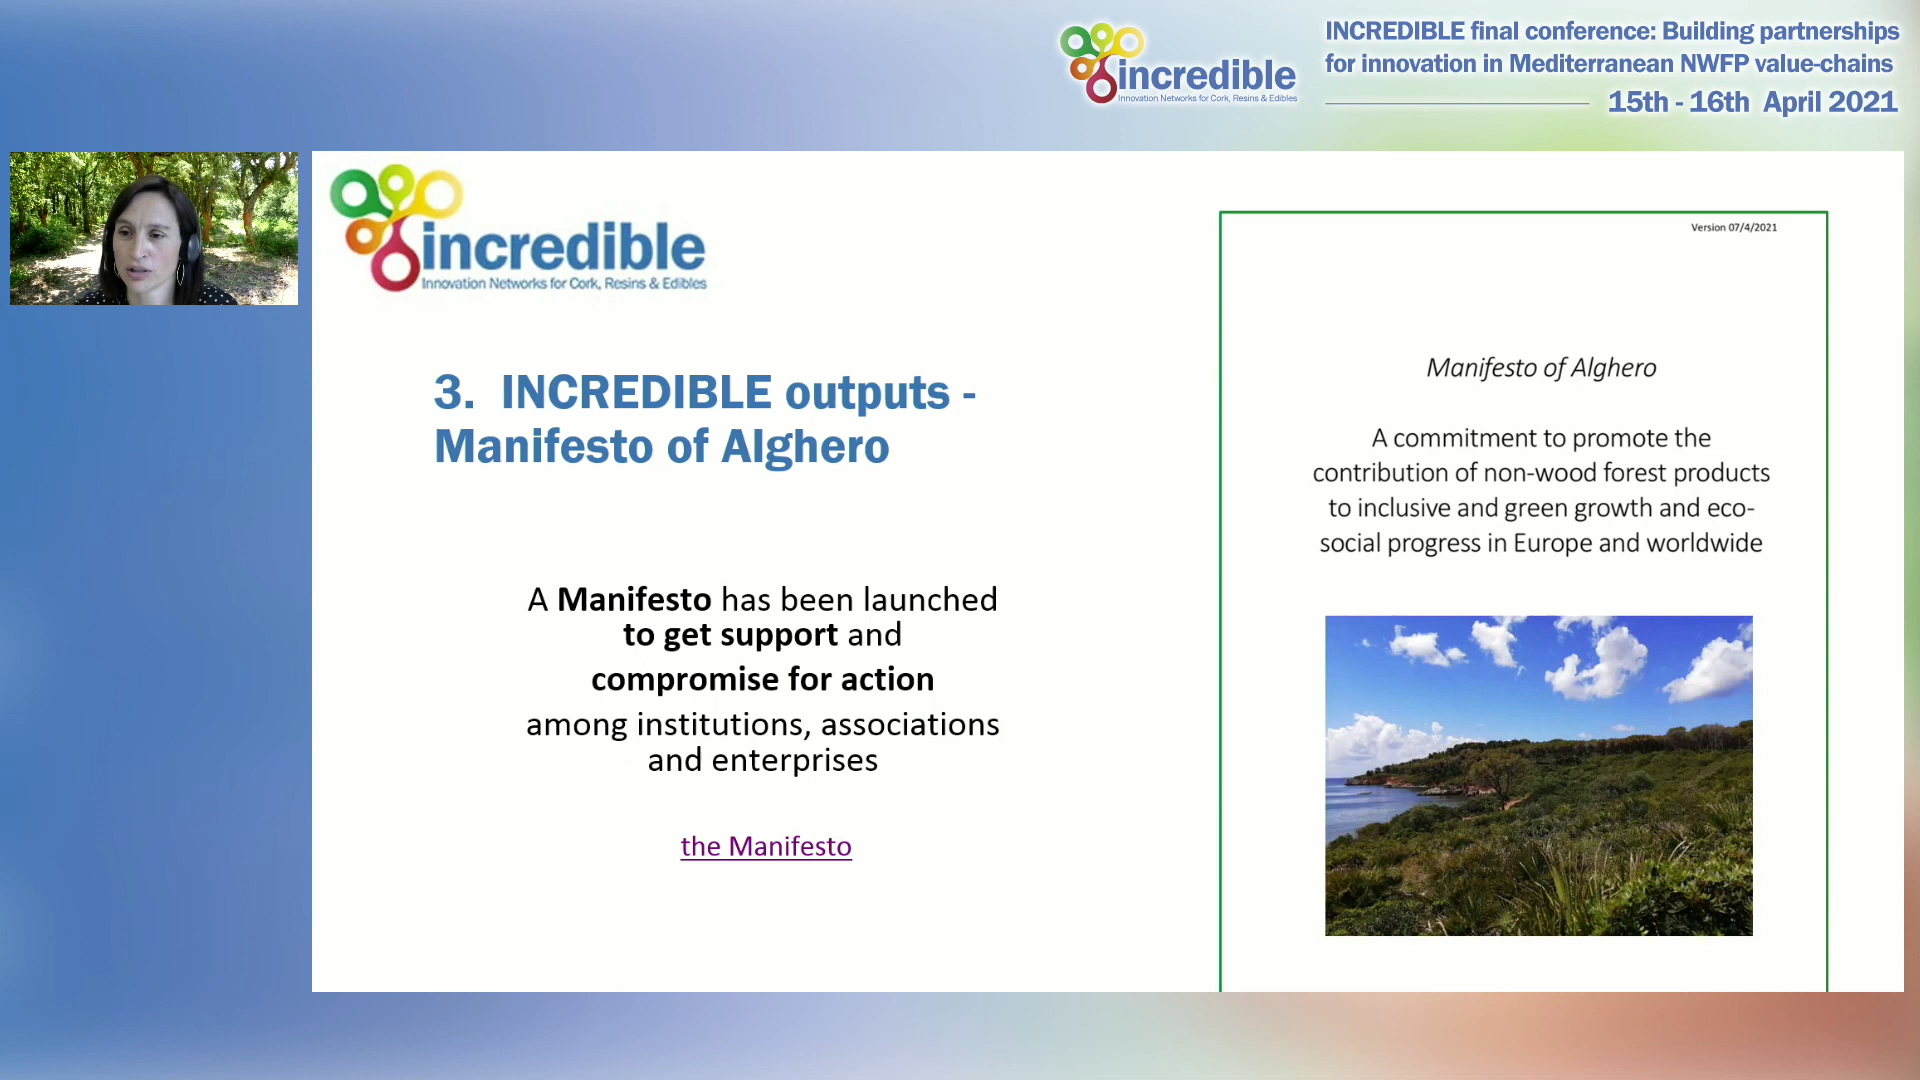 incredible
Innovation Networks for Cork, Resins & Edibles
INCREDIBLE final conference: Building partnerships
for innovation in Mediterranean NWFP value-chains
15th - 16th April 2021
incredible
Innovation Networks for Cork, Resins & Edibles
3. INCREDIBLE outputs -
Manifesto of Alghero
A Manifesto has been launched
to get support and
compromise for action
among institutions, associations
and enterprises
the Manifesto
Version 07/4/2021
Manifesto of Alghero
A commitment to promote the
contribution of non-wood forest products
to inclusive and green growth and eco-
social progress in Europe and worldwide